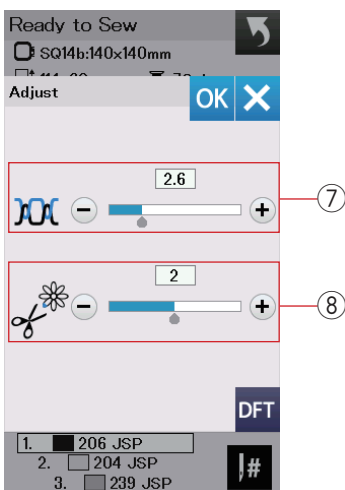 Ready to Sew
SQ14b:140×140mm
Adjust
OK
2.6
7
2
8
DFT
1. 206 JSP
2. 204 JSP
3. 239 JSP
#